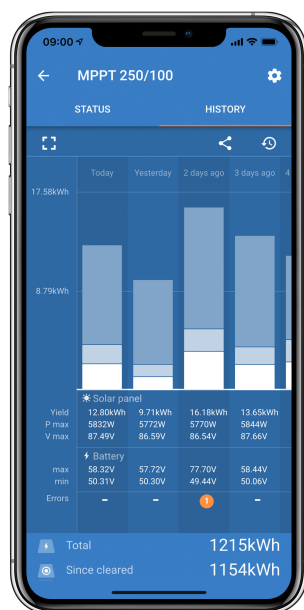 09:00
MPPT 250/100
STATUS HISTORY
Today Yesterday 2 days ago 3 days ago 4
17.58kWh
8.79kWh
Solar panel
Yield 12.80kWh 9.71kWh 16.18kWh 13.65kWh
P max 5832W 5772W 5770W 5844W
V max 87.49V 86.59V 86.54V 87.66V
Battery
max 58.32V 57.72V 77.70V 58.44V
min 50.31V 50.30V 49.44V 50.06V
Errors – – 1 –
Total 1215kWh
Since cleared 1154kWh